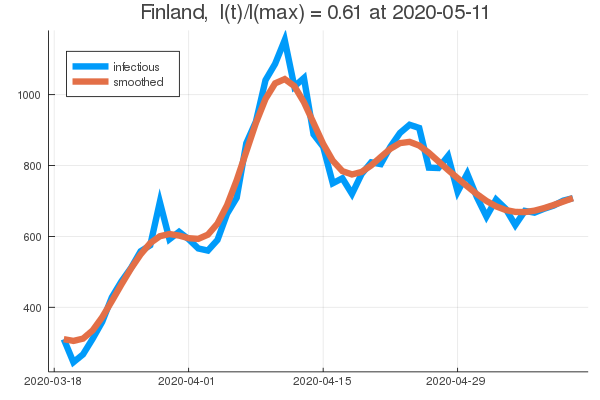 Finland,  I(t)/I(max) = 0.61 at 2020-05-11
infectious
smoothed
1000
800
600
400
2020-03-18 2020-04-01 2020-04-15 2020-04-29